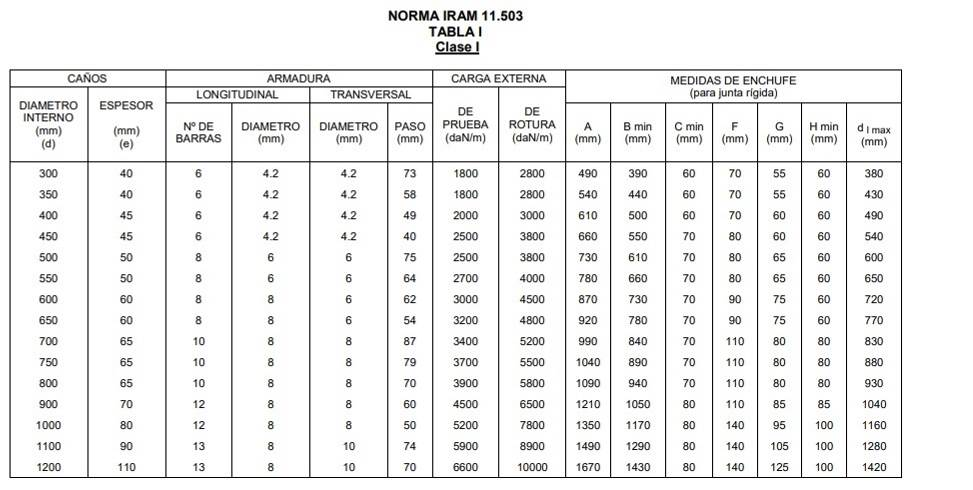 NORMA IRAM 11.503
TABLA I
Clase I
CAÑOS ARMADURA CARGA EXTERNA MEDIDAS DE ENCHUFE
(para junta rígida)
LONGITUDINAL TRANSVERSAL
DIAMETRO INTERNO (mm) (d) ESPESOR (mm) (e) Nº DE BARRAS DIAMETRO (mm) DIAMETRO (mm) PASO (mm) DE PRUEBA (daN/m) DE ROTURA (daN/m) A (mm) B min (mm) C min (mm) F (mm) G (mm) H min (mm) d I max (mm)
300 40 6 4.2 4.2 73 1800 2800 490 390 60 70 55 60 380
350 40 6 4.2 4.2 58 1800 2800 540 440 60 70 55 60 430
400 45 6 4.2 4.2 49 2000 3000 610 500 60 70 60 60 490
450 45 6 4.2 4.2 40 2500 3800 660 550 70 80 60 60 540
500 50 8 6 6 75 2500 3800 730 610 70 80 65 60 600
550 50 8 6 6 64 2700 4000 780 660 70 80 65 60 650
600 60 8 8 6 62 3000 4500 870 730 70 90 75 60 720
650 60 8 8 6 54 3200 4800 920 780 70 90 75 60 770
700 65 10 8 8 87 3400 5200 990 840 70 110 80 80 830
750 65 10 8 8 79 3700 5500 1040 890 70 110 80 80 880
800 65 10 8 8 70 3900 5800 1090 940 70 110 80 80 930
900 70 12 8 8 60 4500 6500 1210 1050 80 110 85 85 1040
1000 80 12 8 8 50 5200 7800 1350 1170 80 140 95 100 1160
1100 90 13 8 10 74 5900 8900 1490 1290 80 140 105 100 1280
1200 110 13 8 10 70 6600 10000 1670 1430 80 140 125 100 1420